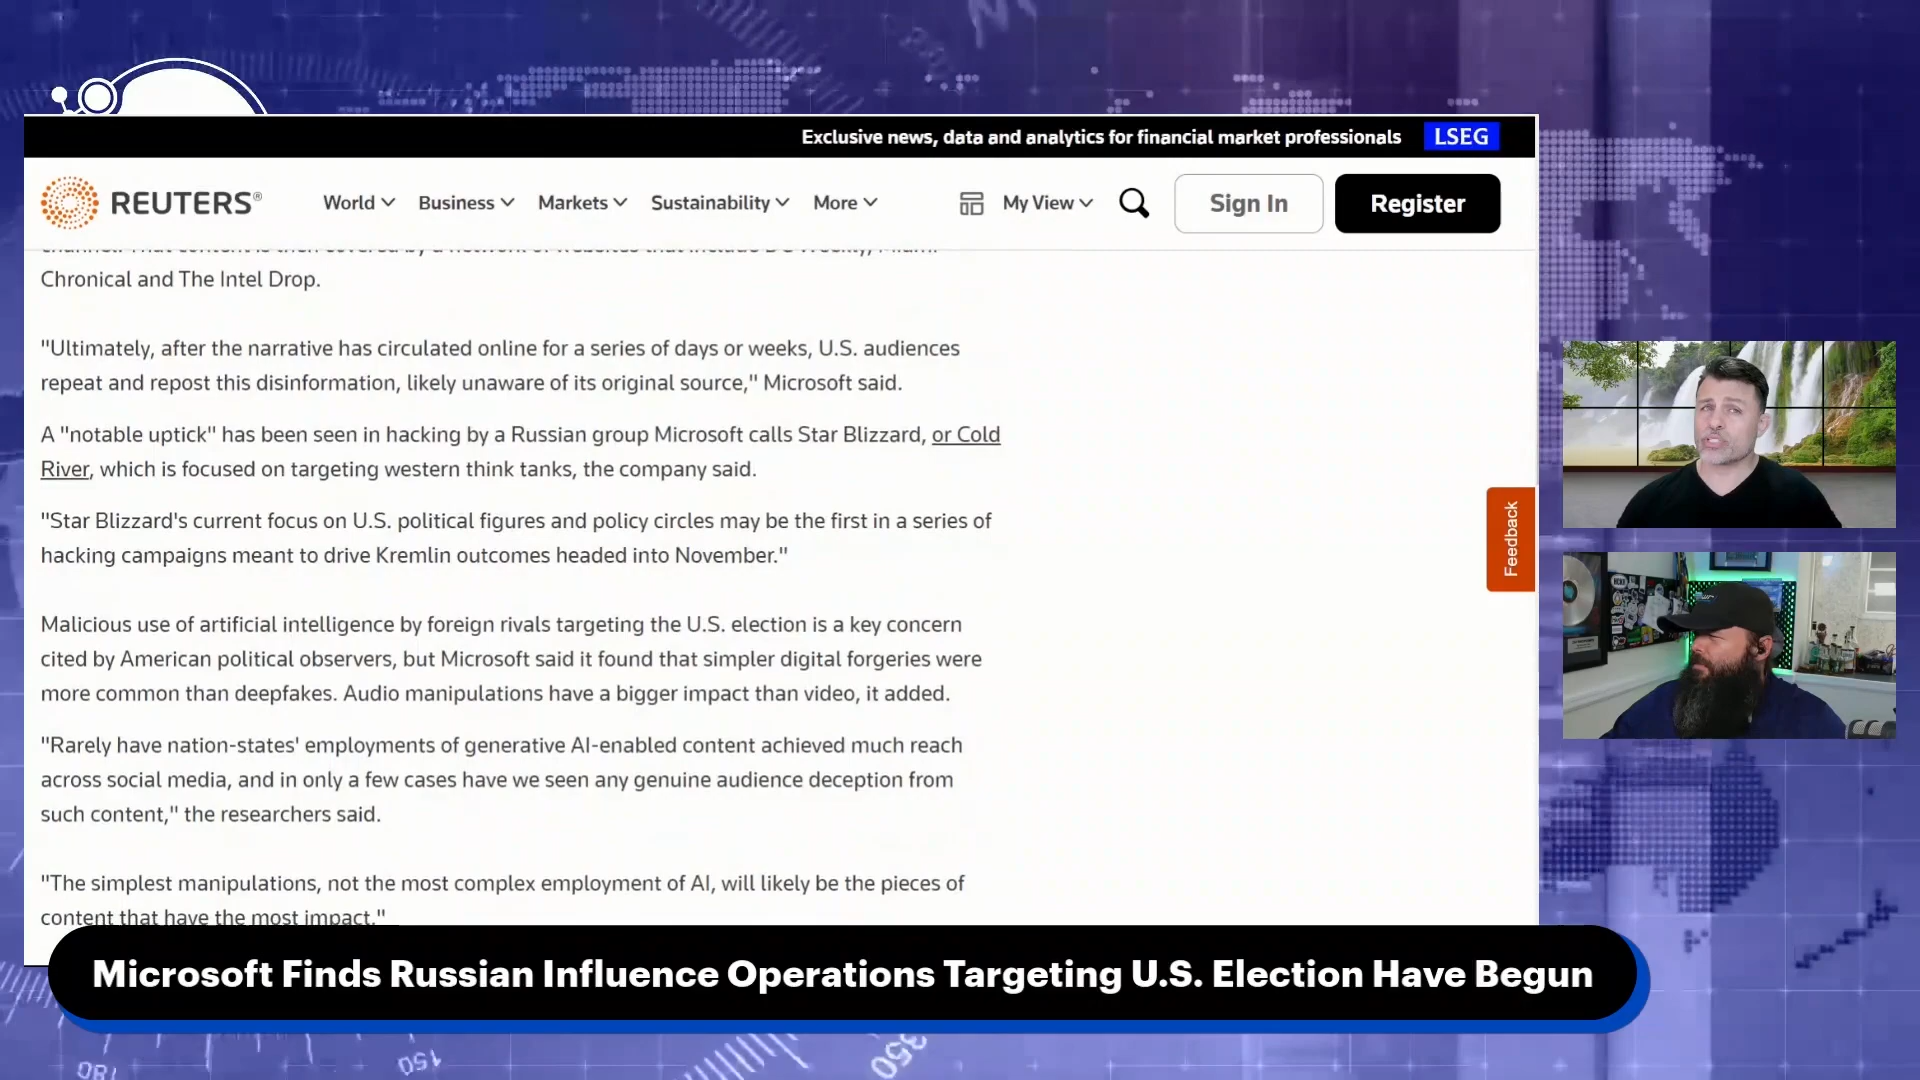 Exclusive news, data and analytics for financial market professionals LSEG
REUTERS® World Business Markets Sustainability More My View Sign In Register
Chronical and The Intel Drop.
"Ultimately, after the narrative has circulated online for a series of days or weeks, U.S. audiences
repeat and repost this disinformation, likely unaware of its original source," Microsoft said.
A "notable uptick" has been seen in hacking by a Russian group Microsoft calls Star Blizzard, or Cold
River, which is focused on targeting western think tanks, the company said.
"Star Blizzard's current focus on U.S. political figures and policy circles may be the first in a series of
hacking campaigns meant to drive Kremlin outcomes headed into November."
Feedback
Malicious use of artificial intelligence by foreign rivals targeting the U.S. election is a key concern
cited by American political observers, but Microsoft said it found that simpler digital forgeries were
more common than deepfakes. Audio manipulations have a bigger impact than video, it added.
"Rarely have nation-states' employments of generative AI-enabled content achieved much reach
across social media, and in only a few cases have we seen any genuine audience deception from
such content," the researchers said.
"The simplest manipulations, not the most complex employment of AI, will likely be the pieces of
content that have the most impact."
Microsoft Finds Russian Influence Operations Targeting U.S. Election Have Begun
150
350